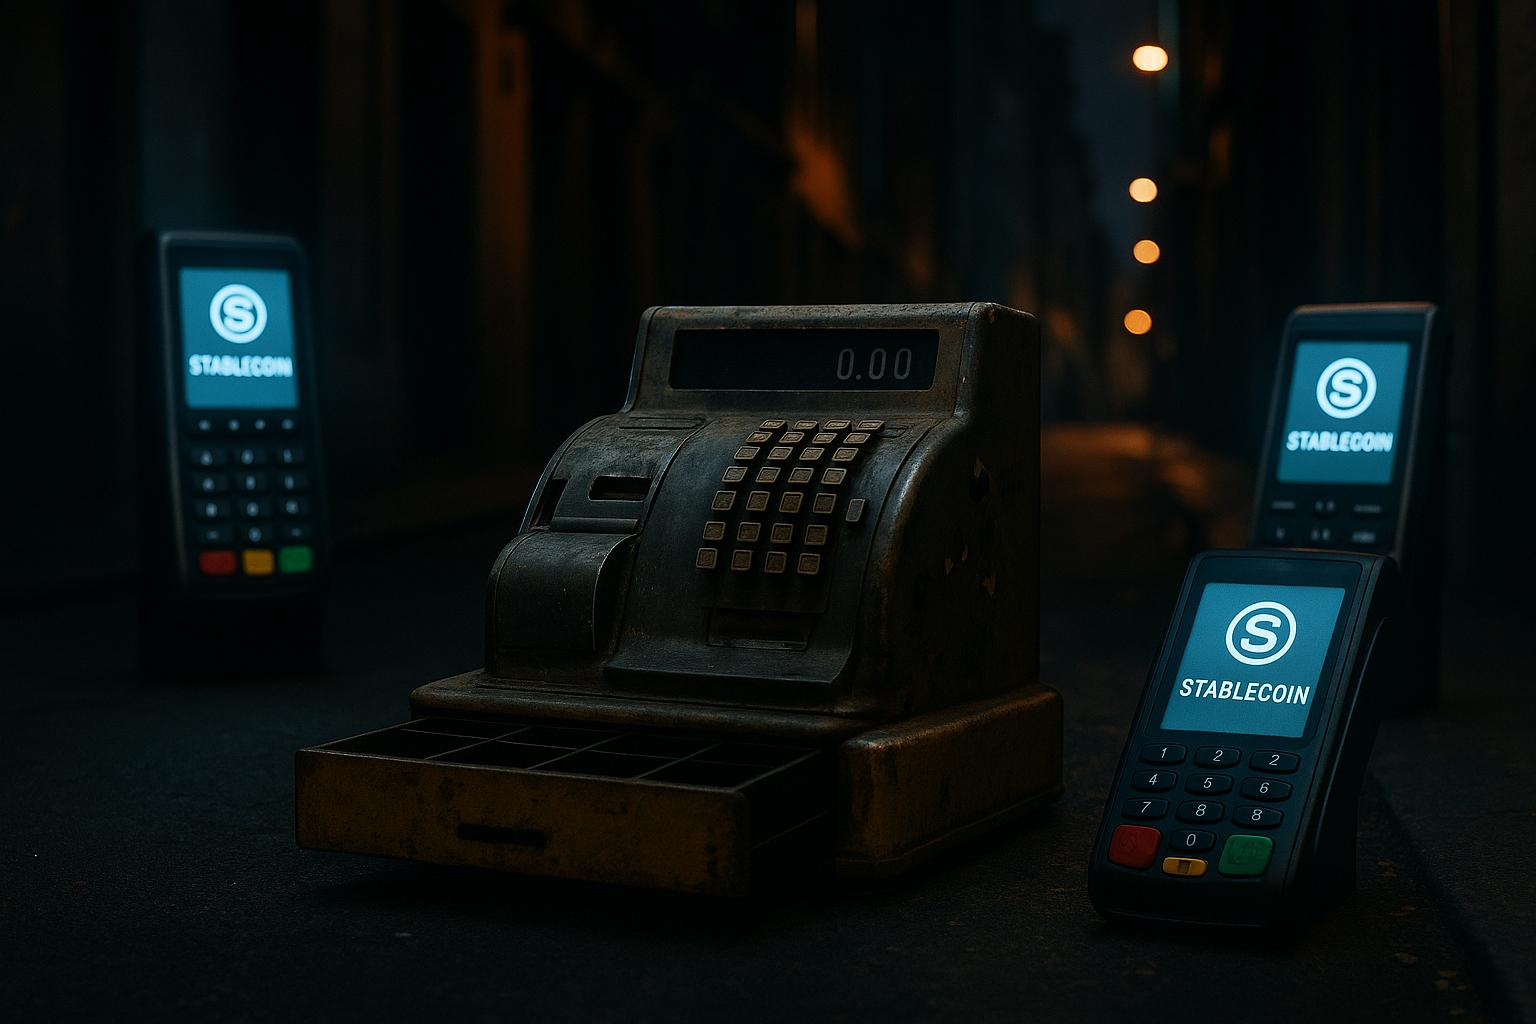 S
STABLECOIN
0.00
S
STABLECOIN
S
STABLECOIN
1 2 2
4 5 6
7 8 8
0